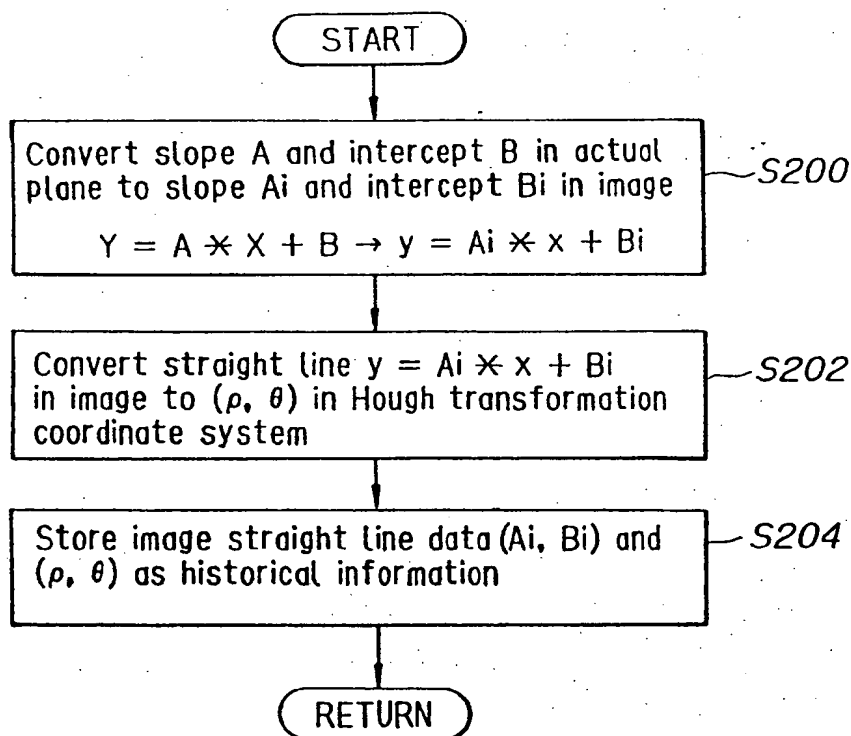 START
Convert slope A and intercept B in actual
plane to slope Ai and intercept Bi in image
Y = A * X + B → y = Ai * x + Bi
S200
Convert straight line y = Ai * x + Bi
in image to (ρ, θ) in Hough transformation
coordinate system
S202
Store image straight line data (Ai, Bi) and
(ρ, θ) as historical information
S204
RETURN